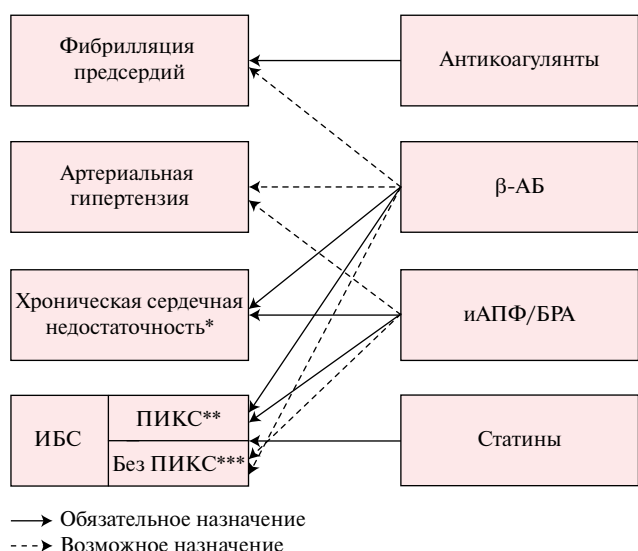 Фибрилляция
предсердий
Антикоагулянты
Артериальная
гипертензия
β-АБ
Хроническая сердечная
недостаточность*
иАПФ/БРА
ИБС
ПИКС**
Без ПИКС***
Статины
Обязательное назначение
Возможное назначение